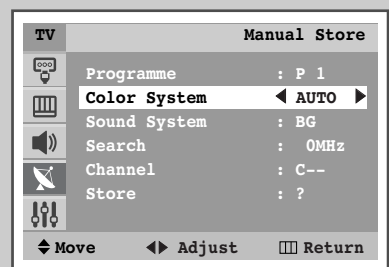 TV Manual Store
Programme : P 1
Color System ◀ AUTO ▶
Sound System : BG
Search : 0MHz
Channel : C--
Store : ?
Move Adjust Return